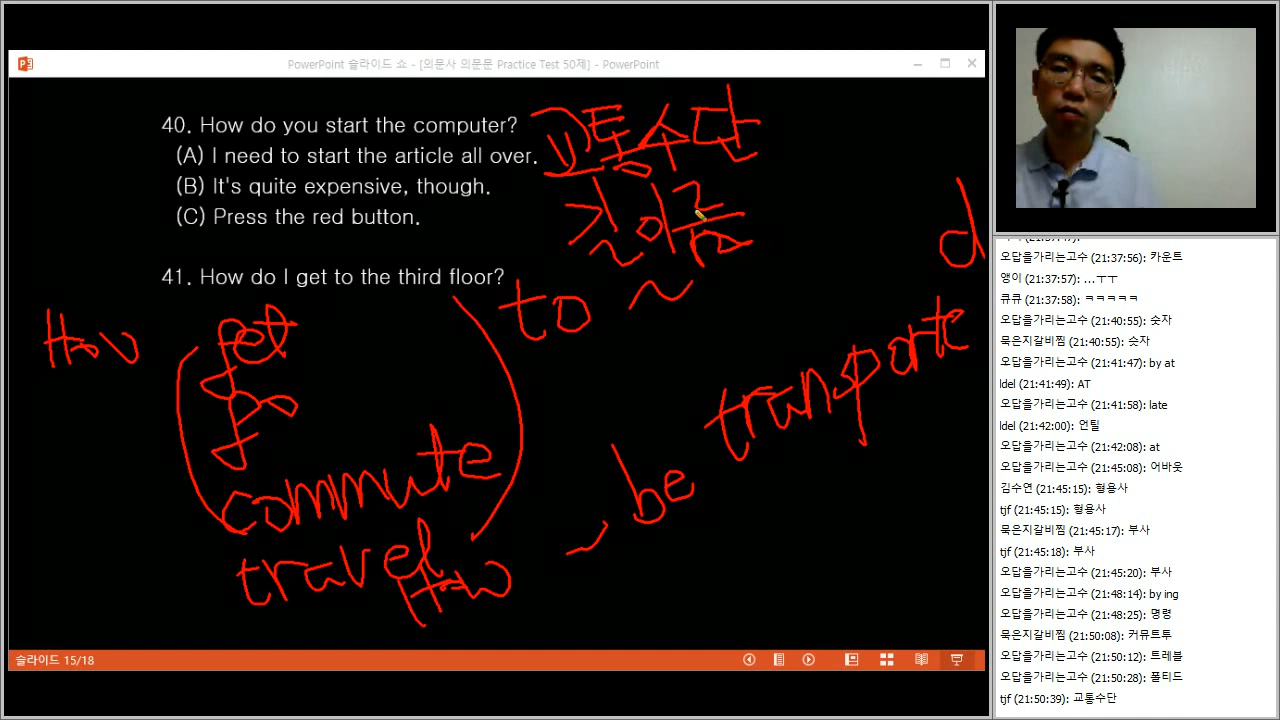 PowerPoint 슬라이드 쇼 - [의문사 의문문 Practice Test 50제] - PowerPoint
40. How do you start the computer?
(A) I need to start the article all over.
(B) It's quite expensive, though.
(C) Press the red button.
교통수단
길이름
41. How do I get to the third floor?
How
get
go
commute
travel
to ~
How ~ be transported
슬라이드 15/18
오답을가리는고수 (21:37:56): 카운트
앵이 (21:37:57): ...ㅜㅜ
큐큐 (21:37:58): ㅋㅋㅋㅋㅋ
오답을가리는고수 (21:40:55): 숫자
묵은지갈비찜 (21:40:55): 숫자
오답을가리는고수 (21:41:47): by at
ldel (21:41:49): AT
오답을가리는고수 (21:41:58): late
ldel (21:42:00): 언틸
오답을가리는고수 (21:42:08): at
오답을가리는고수 (21:45:08): 어바웃
김수연 (21:45:15): 형용사
tjf (21:45:15): 형용사
묵은지갈비찜 (21:45:17): 부사
tjf (21:45:18): 부사
오답을가리는고수 (21:45:20): 부사
오답을가리는고수 (21:48:14): by ing
오답을가리는고수 (21:48:25): 명령
묵은지갈비찜 (21:50:08): 커뮤트투
오답을가리는고수 (21:50:12): 트레블
오답을가리는고수 (21:50:28): 폴티드
tjf (21:50:39): 교통수단